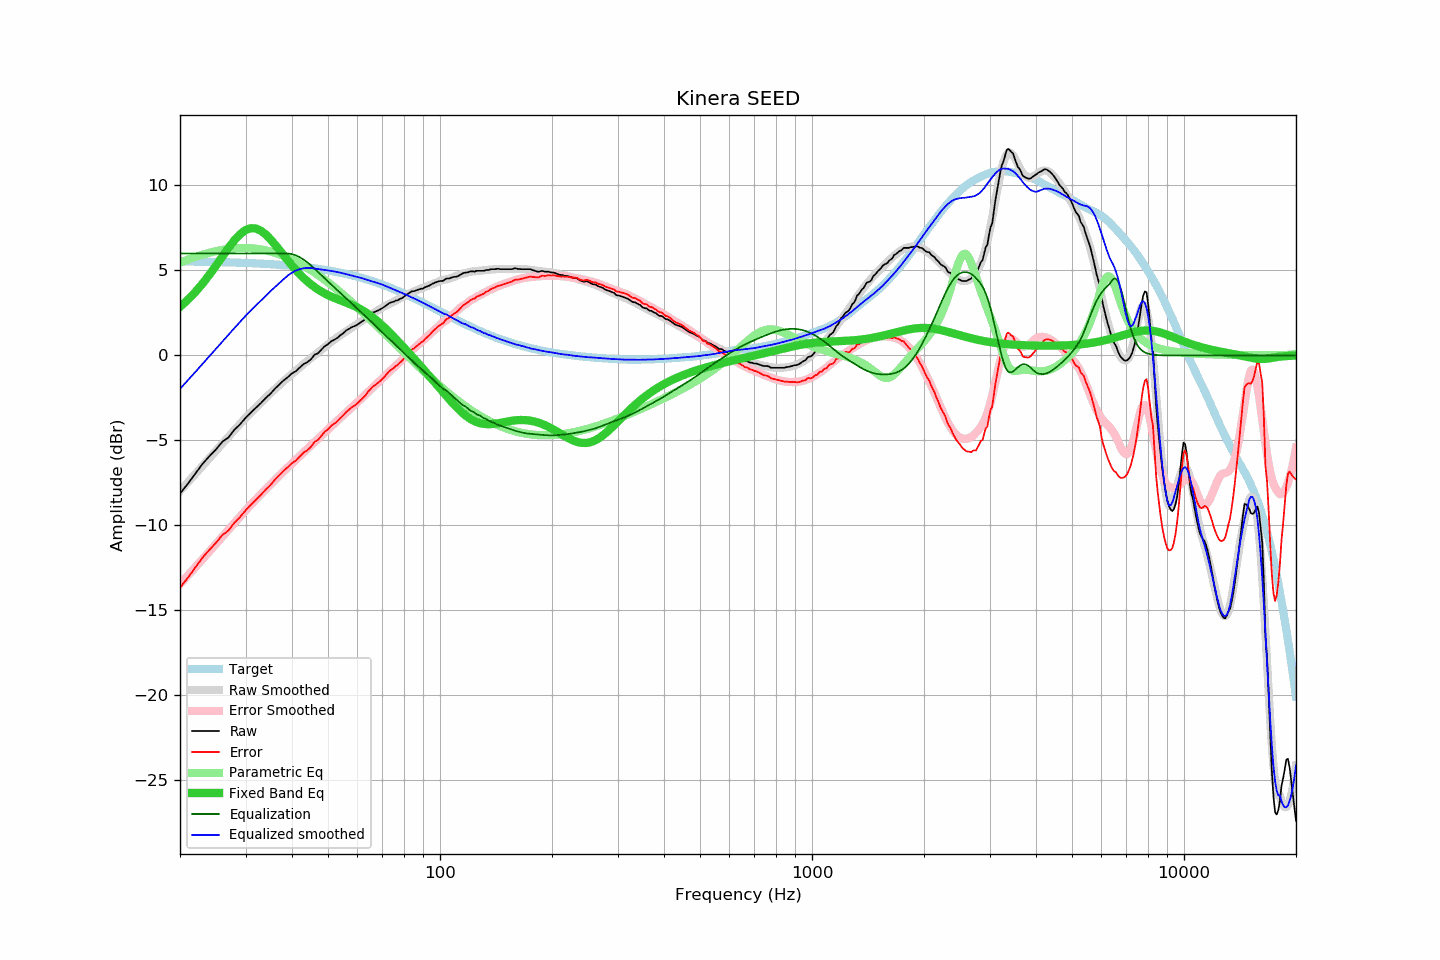 Kinera SEED
10
5
0
−5
−10
−15
−20
−25
Amplitude (dBr)
Target
Raw Smoothed
Error Smoothed
Raw
Error
Parametric Eq
Fixed Band Eq
Equalization
Equalized smoothed
100 1000 10000
Frequency (Hz)